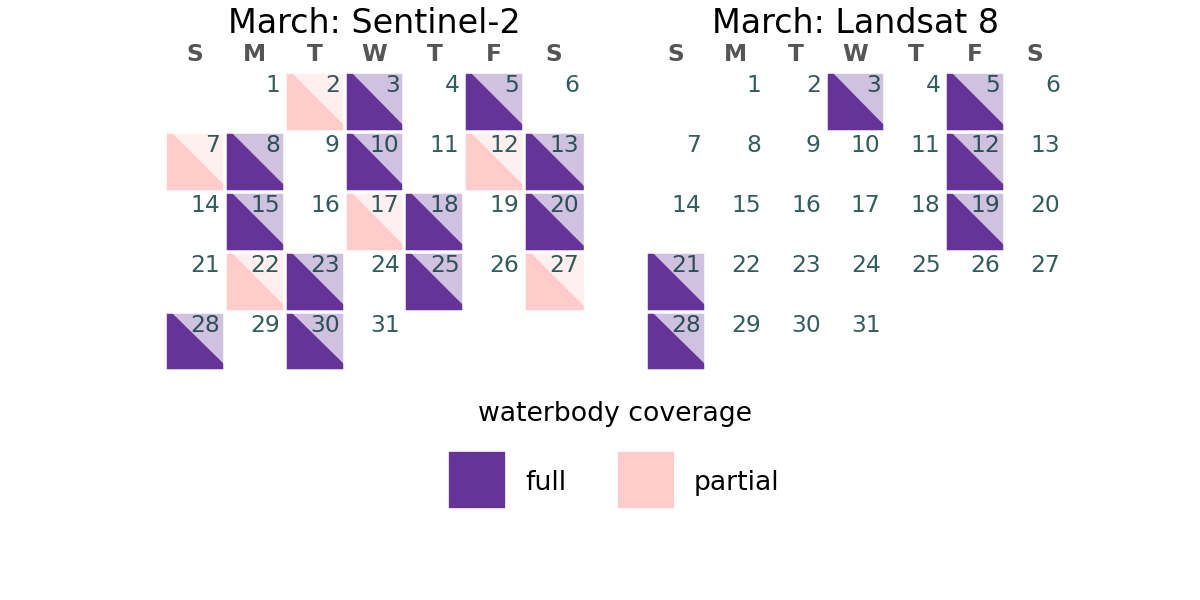 March: Sentinel-2
S M T W T F S
1 2 3 4 5 6
7 8 9 10 11 12 13
14 15 16 17 18 19 20
21 22 23 24 25 26 27
28 29 30 31
March: Landsat 8
S M T W T F S
1 2 3 4 5 6
7 8 9 10 11 12 13
14 15 16 17 18 19 20
21 22 23 24 25 26 27
28 29 30 31
waterbody coverage
full partial